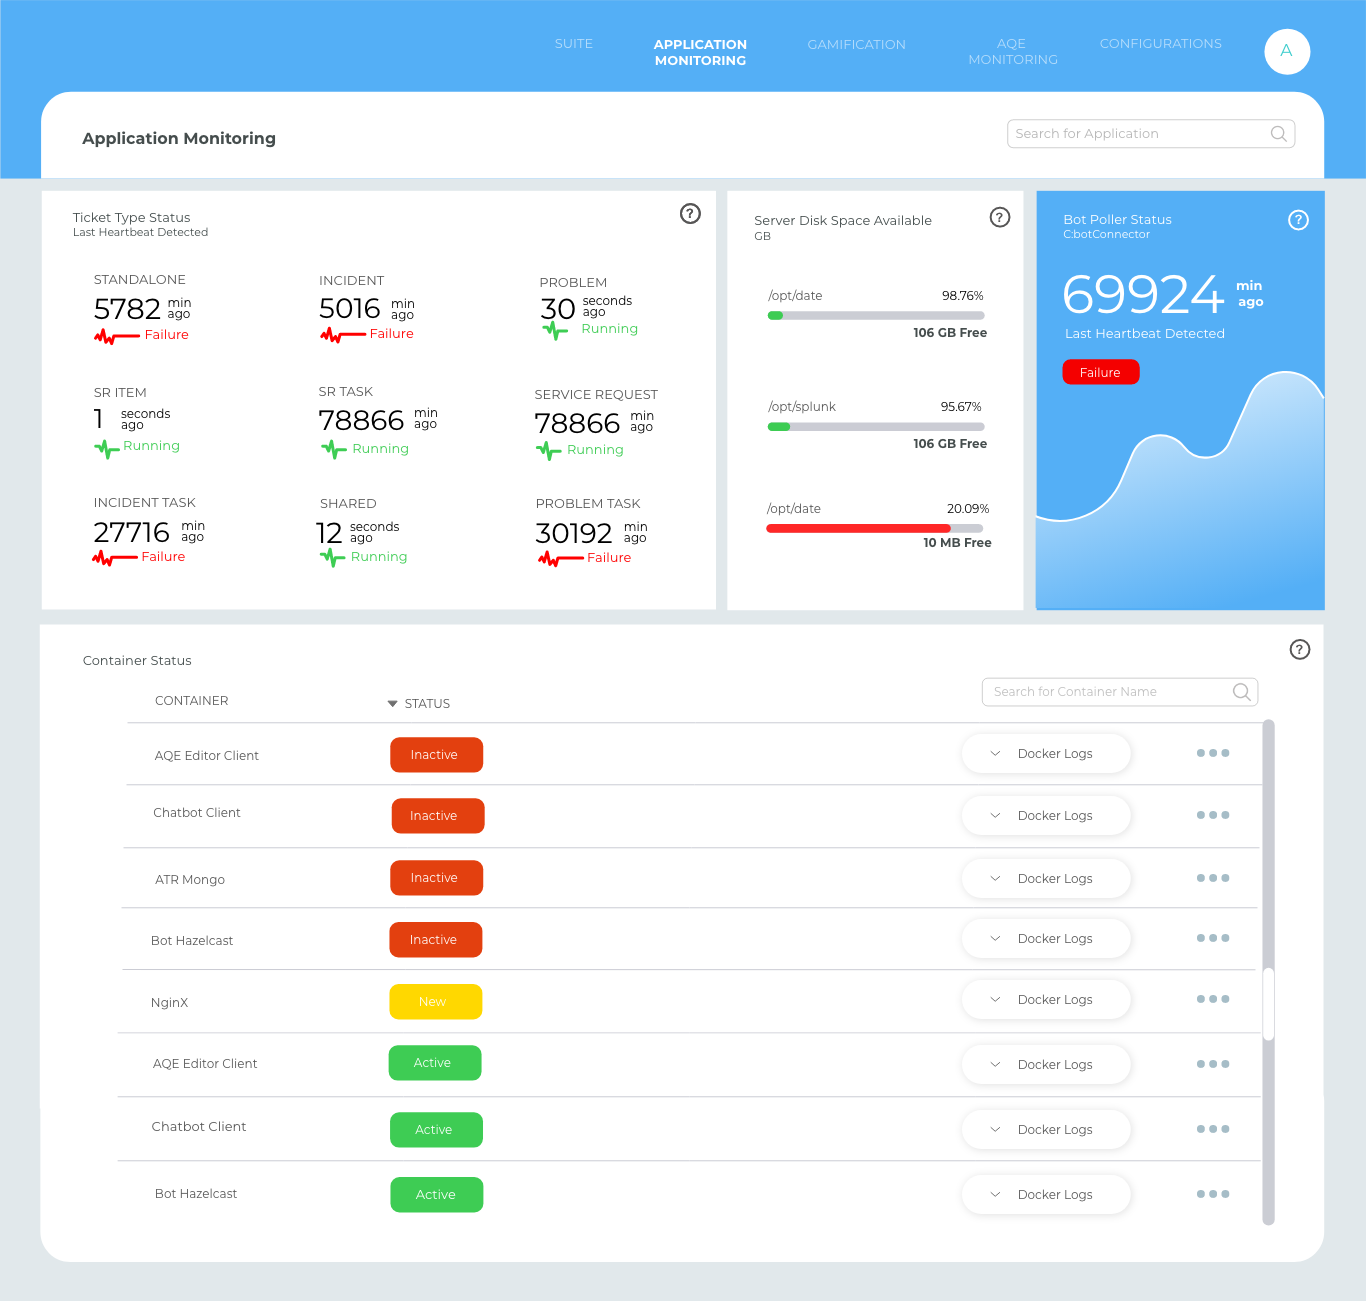 SUITE
APPLICATION
MONITORING
GAMIFICATION
AQE
MONITORING
CONFIGURATIONS
A
Application Monitoring
Search for Application
Ticket Type Status
Last Heartbeat Detected
?
STANDALONE
5782 min
ago
Failure
INCIDENT
5016 min
ago
Failure
PROBLEM
30 seconds
ago
Running
SR ITEM
1 seconds
ago
Running
SR TASK
78866 min
ago
Running
SERVICE REQUEST
78866 min
ago
Running
INCIDENT TASK
27716 min
ago
Failure
SHARED
12 seconds
ago
Running
PROBLEM TASK
30192 min
ago
Failure
Server Disk Space Available
GB
?
/opt/date 98.76%
106 GB Free
/opt/splunk 95.67%
106 GB Free
/opt/date 20.09%
10 MB Free
Bot Poller Status
C:botConnector
?
69924 min
ago
Last Heartbeat Detected
Failure
Container Status
?
CONTAINER STATUS
Search for Container Name
AQE Editor Client Inactive Docker Logs
Chatbot Client Inactive Docker Logs
ATR Mongo Inactive Docker Logs
Bot Hazelcast Inactive Docker Logs
NginX New Docker Logs
AQE Editor Client Active Docker Logs
Chatbot Client Active Docker Logs
Bot Hazelcast Active Docker Logs